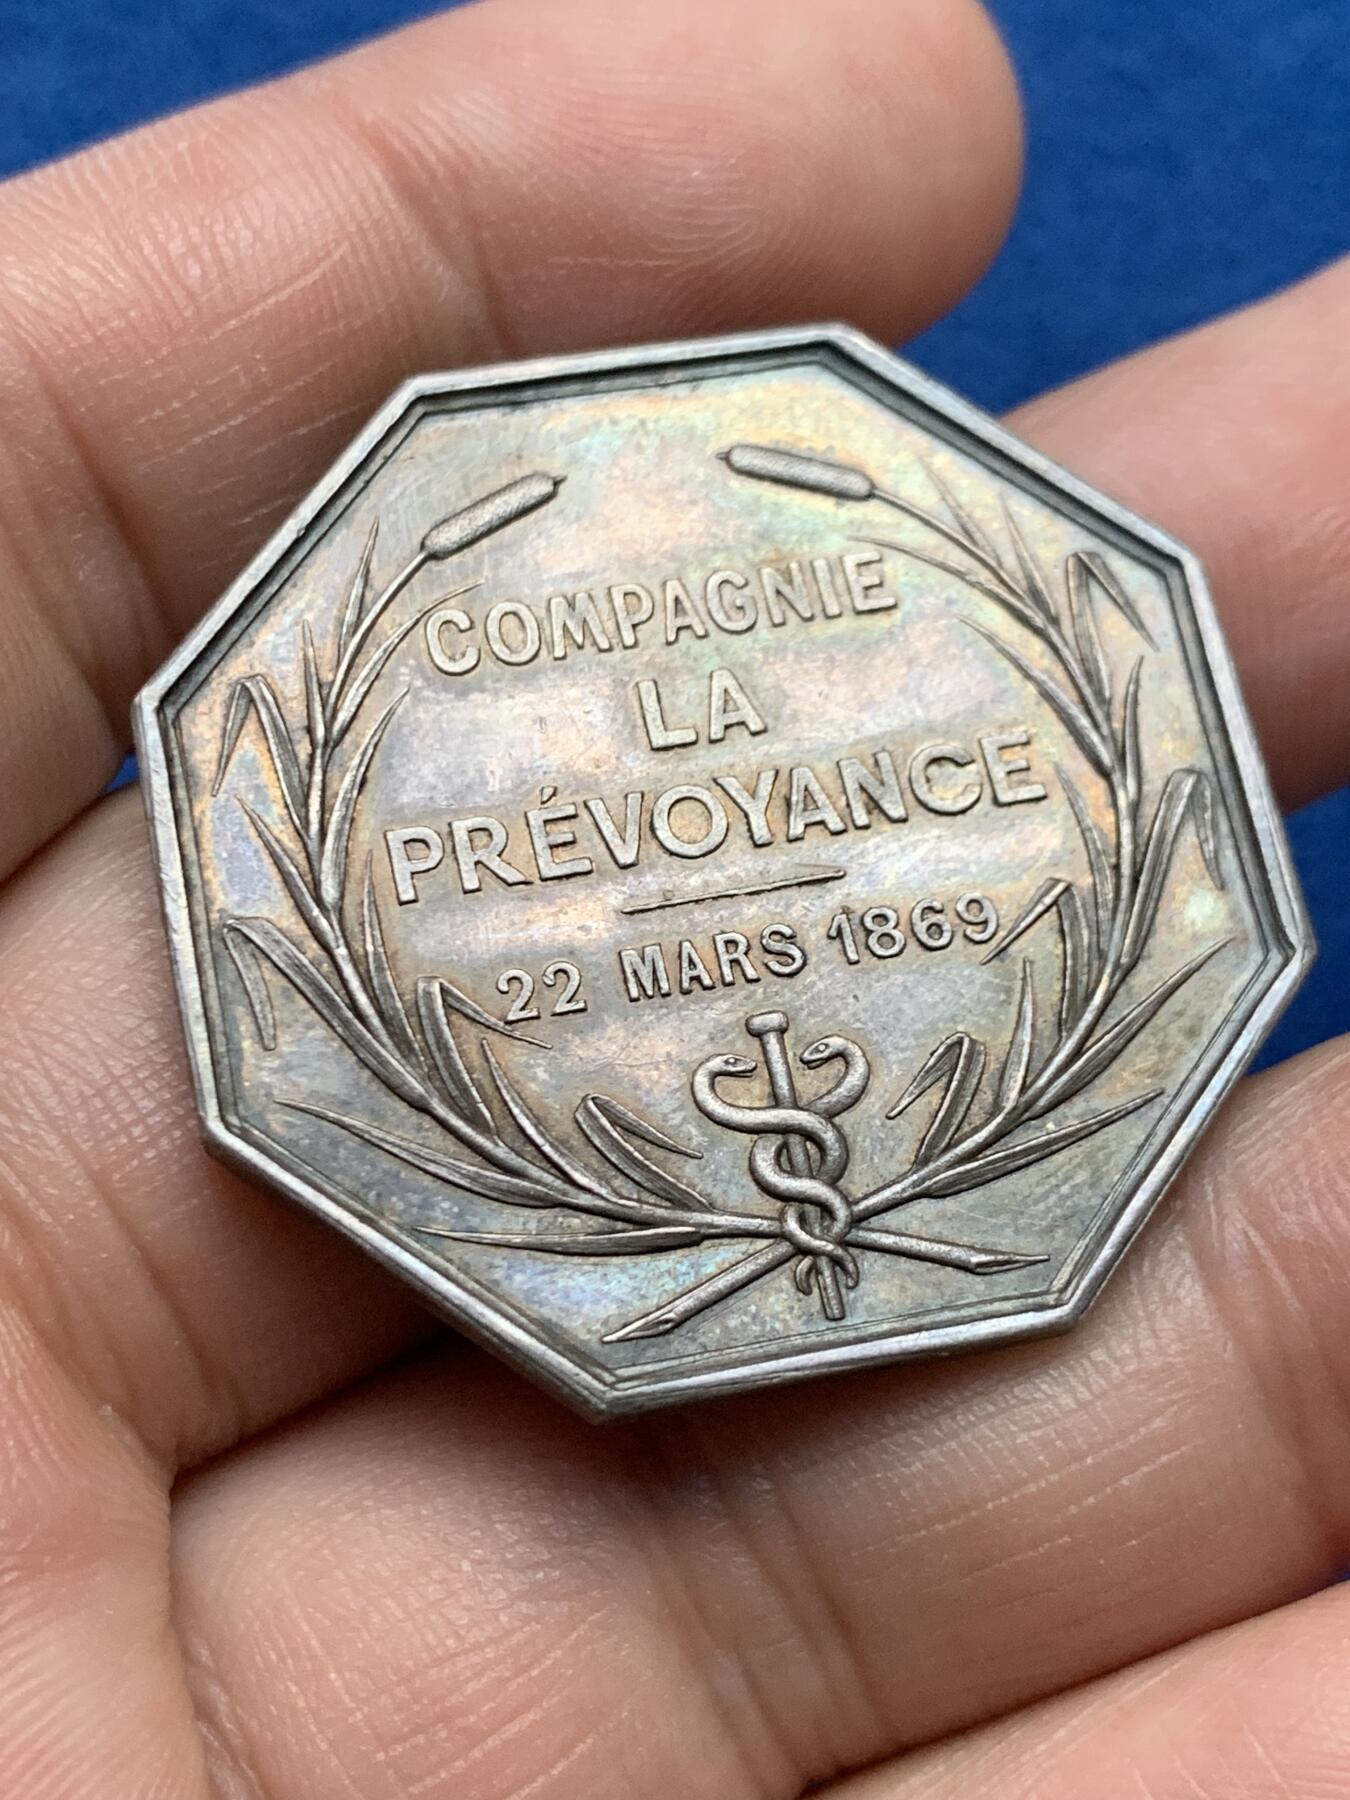 COMPAGNIE
LA
PRÉVOYANCE
22 MARS 1869